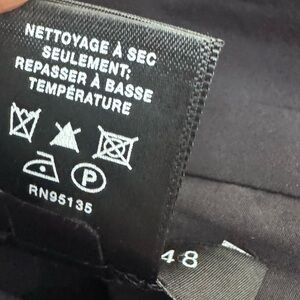 NETTOYAGE À SEC
SEULEMENT;
REPASSER À BASSE
TEMPÉRATURE
P
RN95135
48